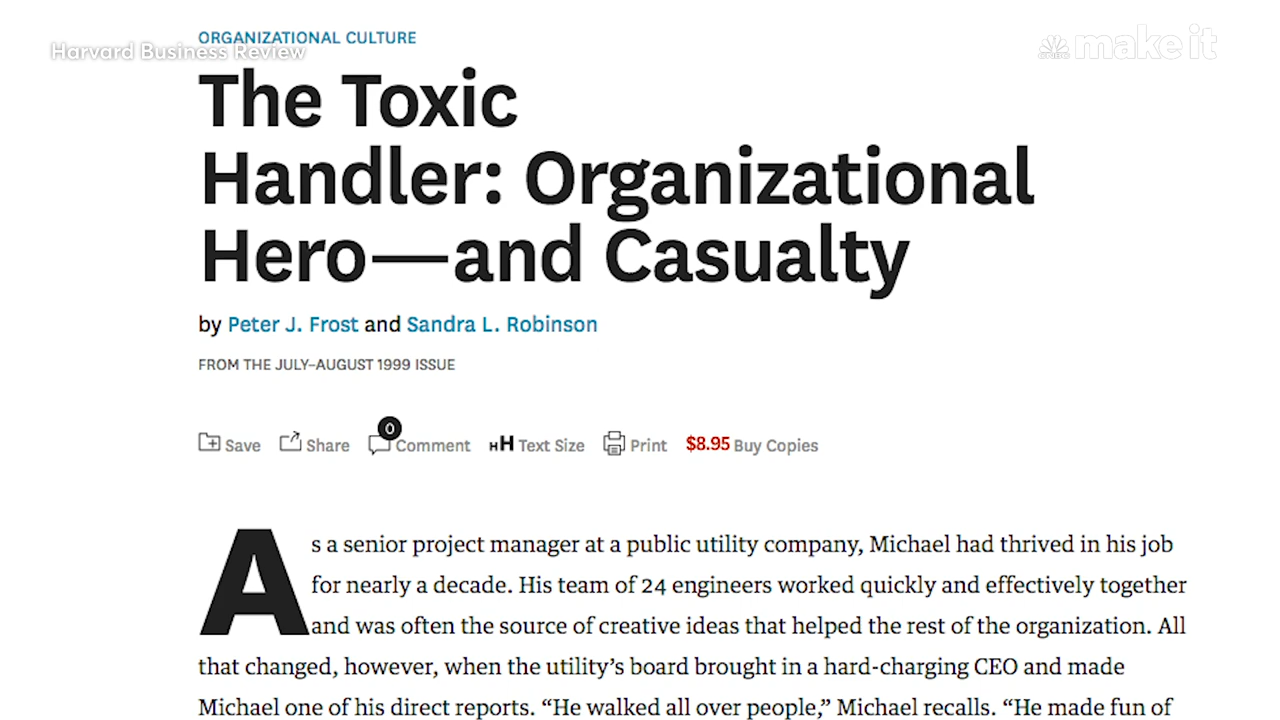 ORGANIZATIONAL CULTURE
Harvard Business Review
make it
The Toxic
Handler: Organizational
Hero—and Casualty
by Peter J. Frost and Sandra L. Robinson
FROM THE JULY–AUGUST 1999 ISSUE
0
Save Share Comment HH Text Size Print $8.95 Buy Copies
As a senior project manager at a public utility company, Michael had thrived in his job
for nearly a decade. His team of 24 engineers worked quickly and effectively together
and was often the source of creative ideas that helped the rest of the organization. All
that changed, however, when the utility’s board brought in a hard-charging CEO and made
Michael one of his direct reports. “He walked all over people,” Michael recalls. “He made fun of